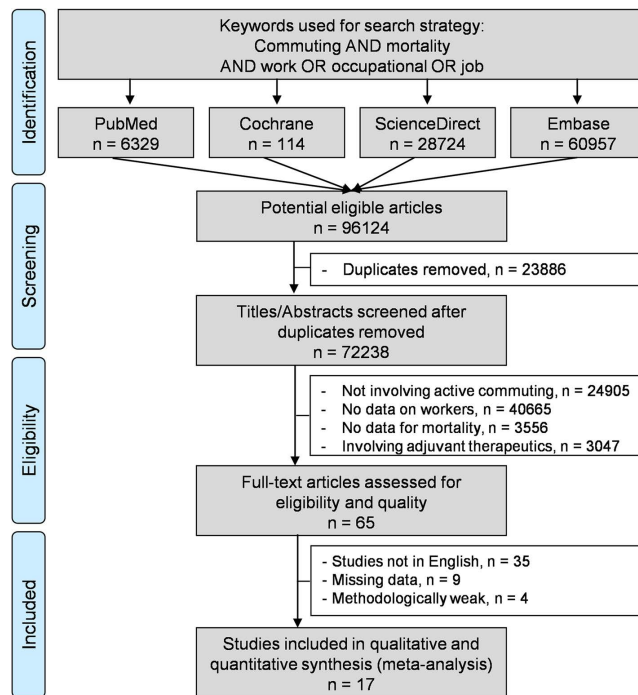 Identification
Keywords used for search strategy:
Commuting AND mortality
AND work OR occupational OR job
PubMed
n = 6329
Cochrane
n = 114
ScienceDirect
n = 28724
Embase
n = 60957
Screening
Potential eligible articles
n = 96124
- Duplicates removed, n = 23886
Titles/Abstracts screened after
duplicates removed
n = 72238
Eligibility
- Not involving active commuting, n = 24905
- No data on workers, n = 40665
- No data for mortality, n = 3556
- Involving adjuvant therapeutics, n = 3047
Full-text articles assessed for
eligibility and quality
n = 65
Included
- Studies not in English, n = 35
- Missing data, n = 9
- Methodologically weak, n = 4
Studies included in qualitative and
quantitative synthesis (meta-analysis)
n = 17